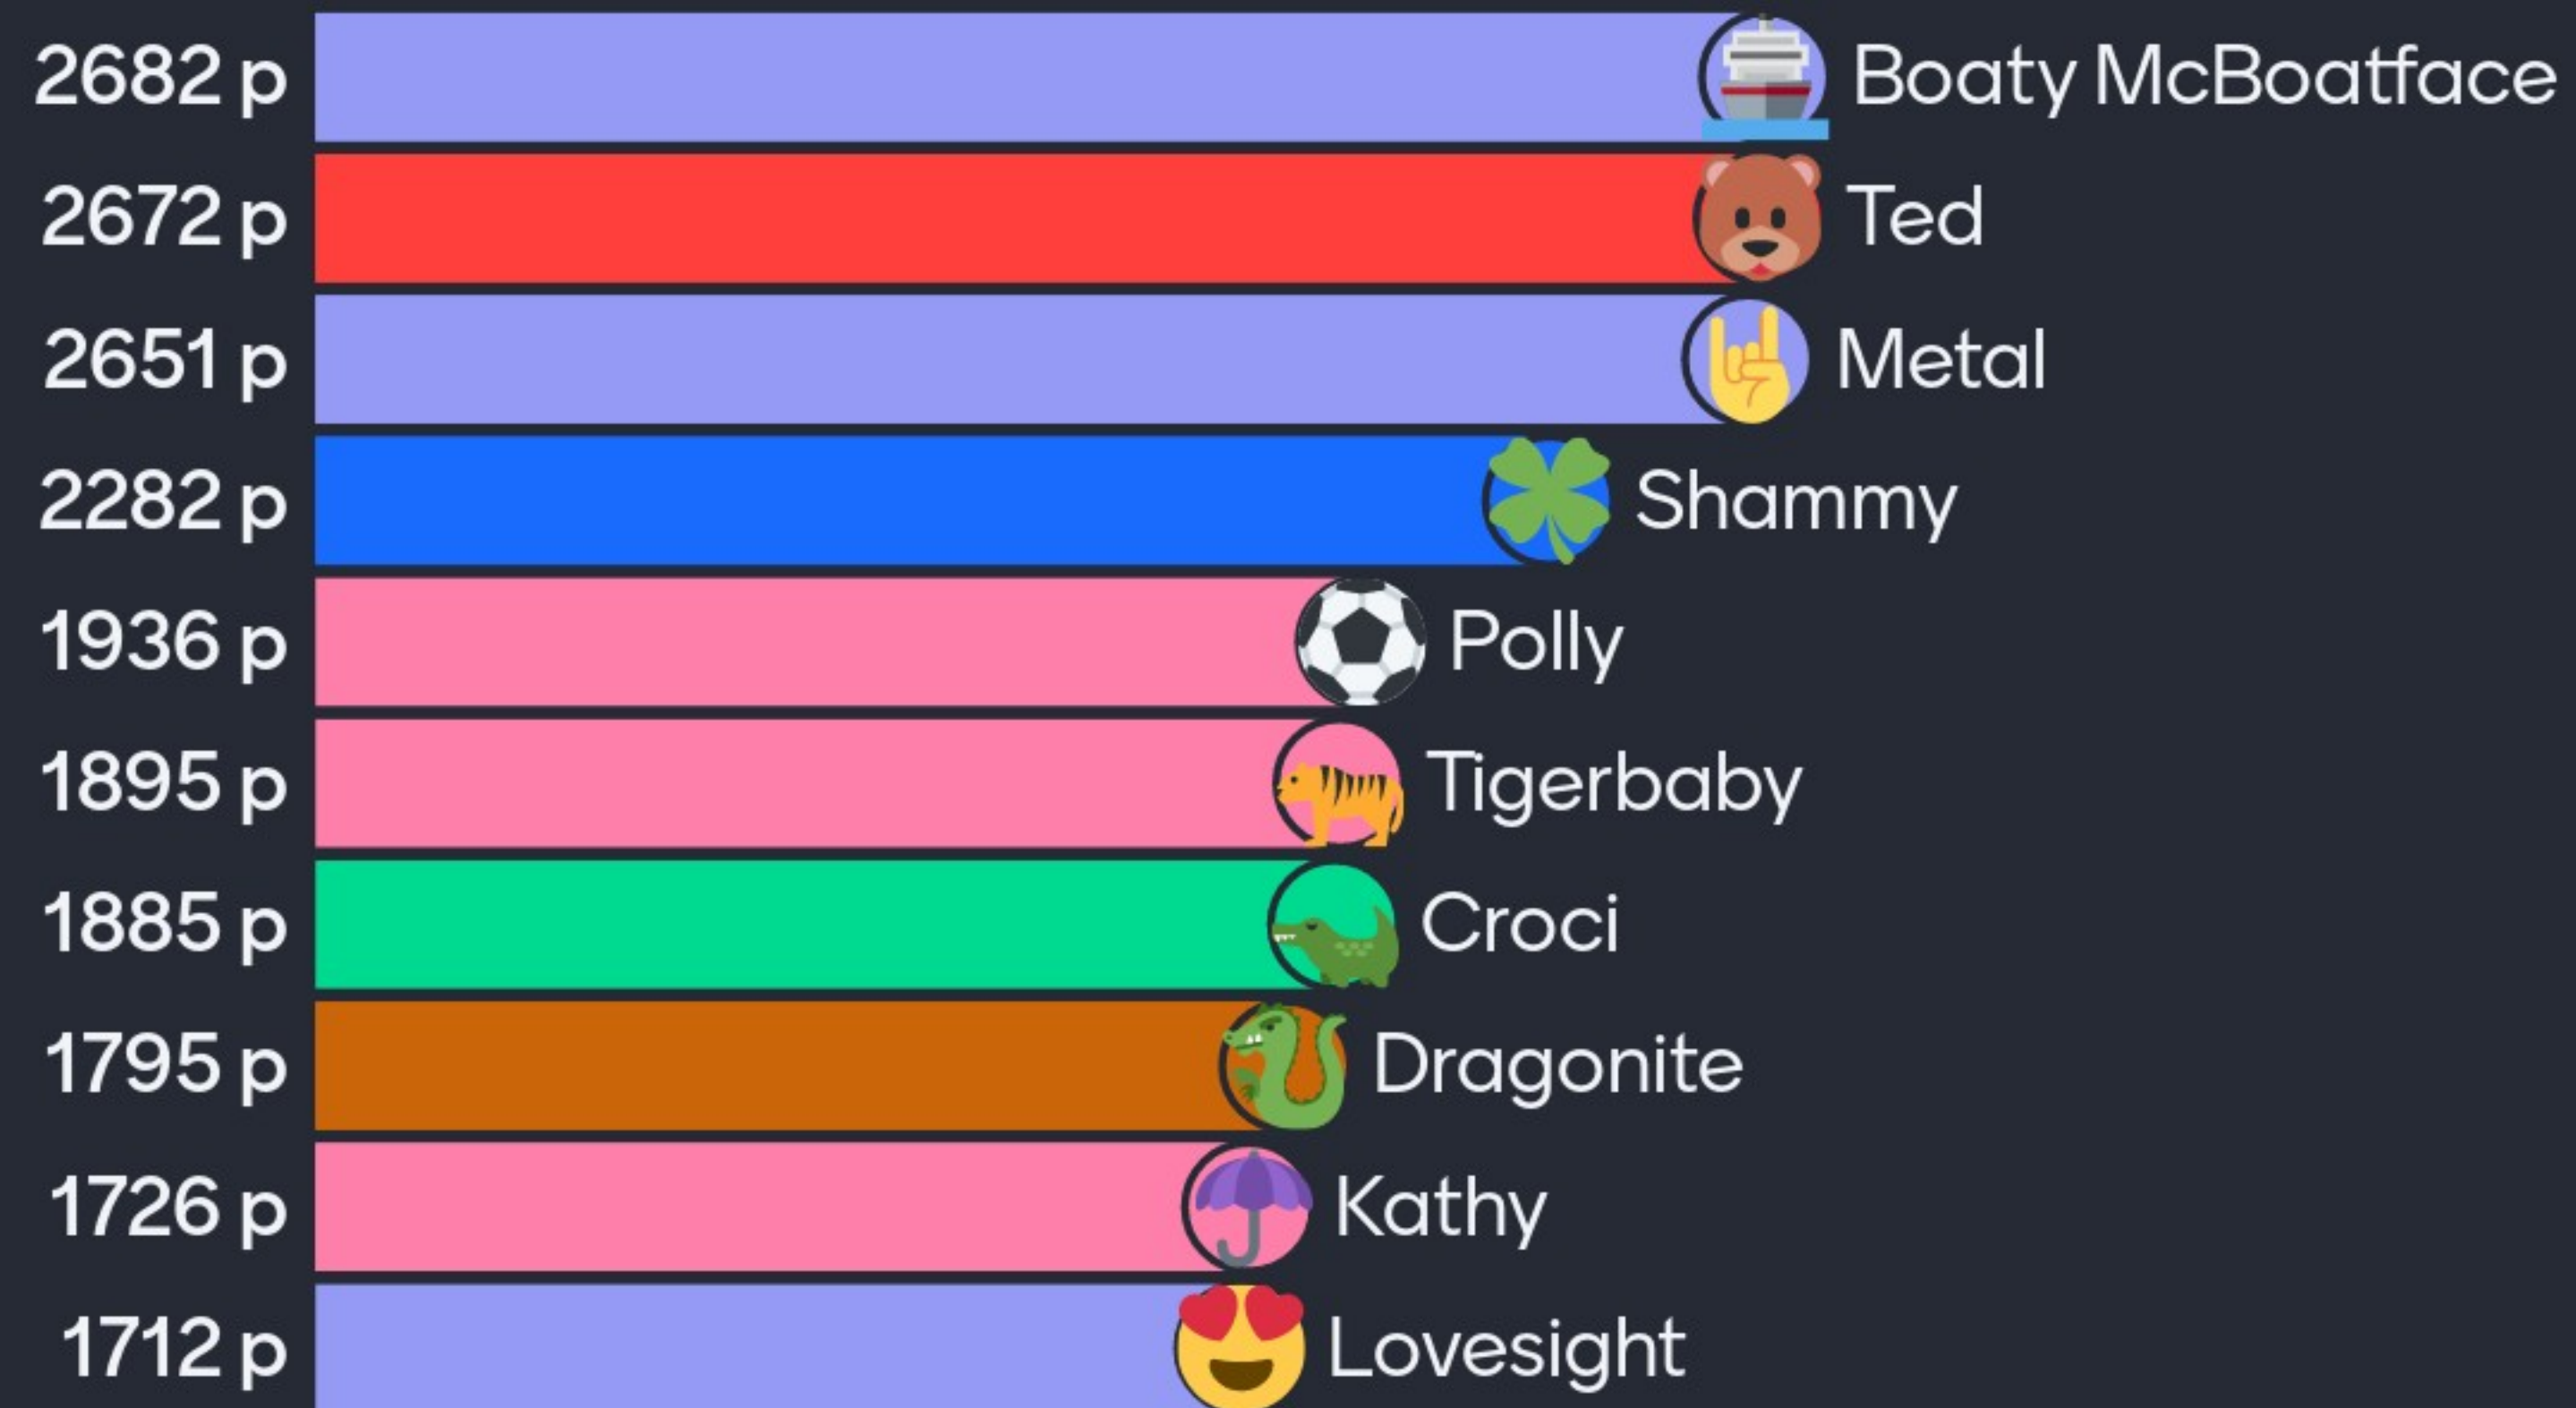 2682 p Boaty McBoatface
2672 p Ted
2651 p Metal
2282 p Shammy
1936 p Polly
1895 p Tigerbaby
1885 p Croci
1795 p Dragonite
1726 p Kathy
1712 p Lovesight